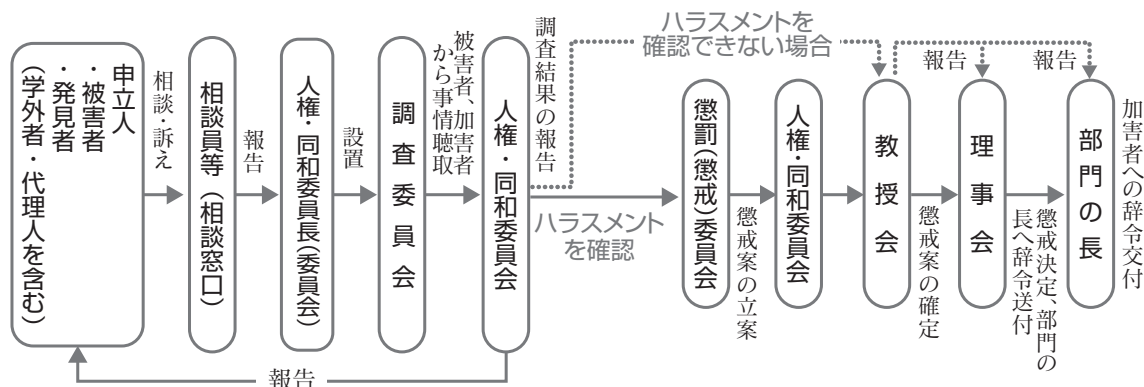 申立人
・被害者
・発見者
(学外者・代理人を含む)
相談・訴え
相談員等(相談窓口)
報告
人権・同和委員長(委員会)
設置
調査委員会
被害者、加害者
から事情聴取
人権・同和委員会
調査結果の報告
ハラスメントを
確認できない場合
ハラスメント
を確認
懲罰(懲戒)委員会
懲戒案の立案
人権・同和委員会
教授会
懲戒案の確定
報告
理事会
懲戒決定、部門の
長へ辞令送付
報告
部門の長
加害者への辞令交付
報告